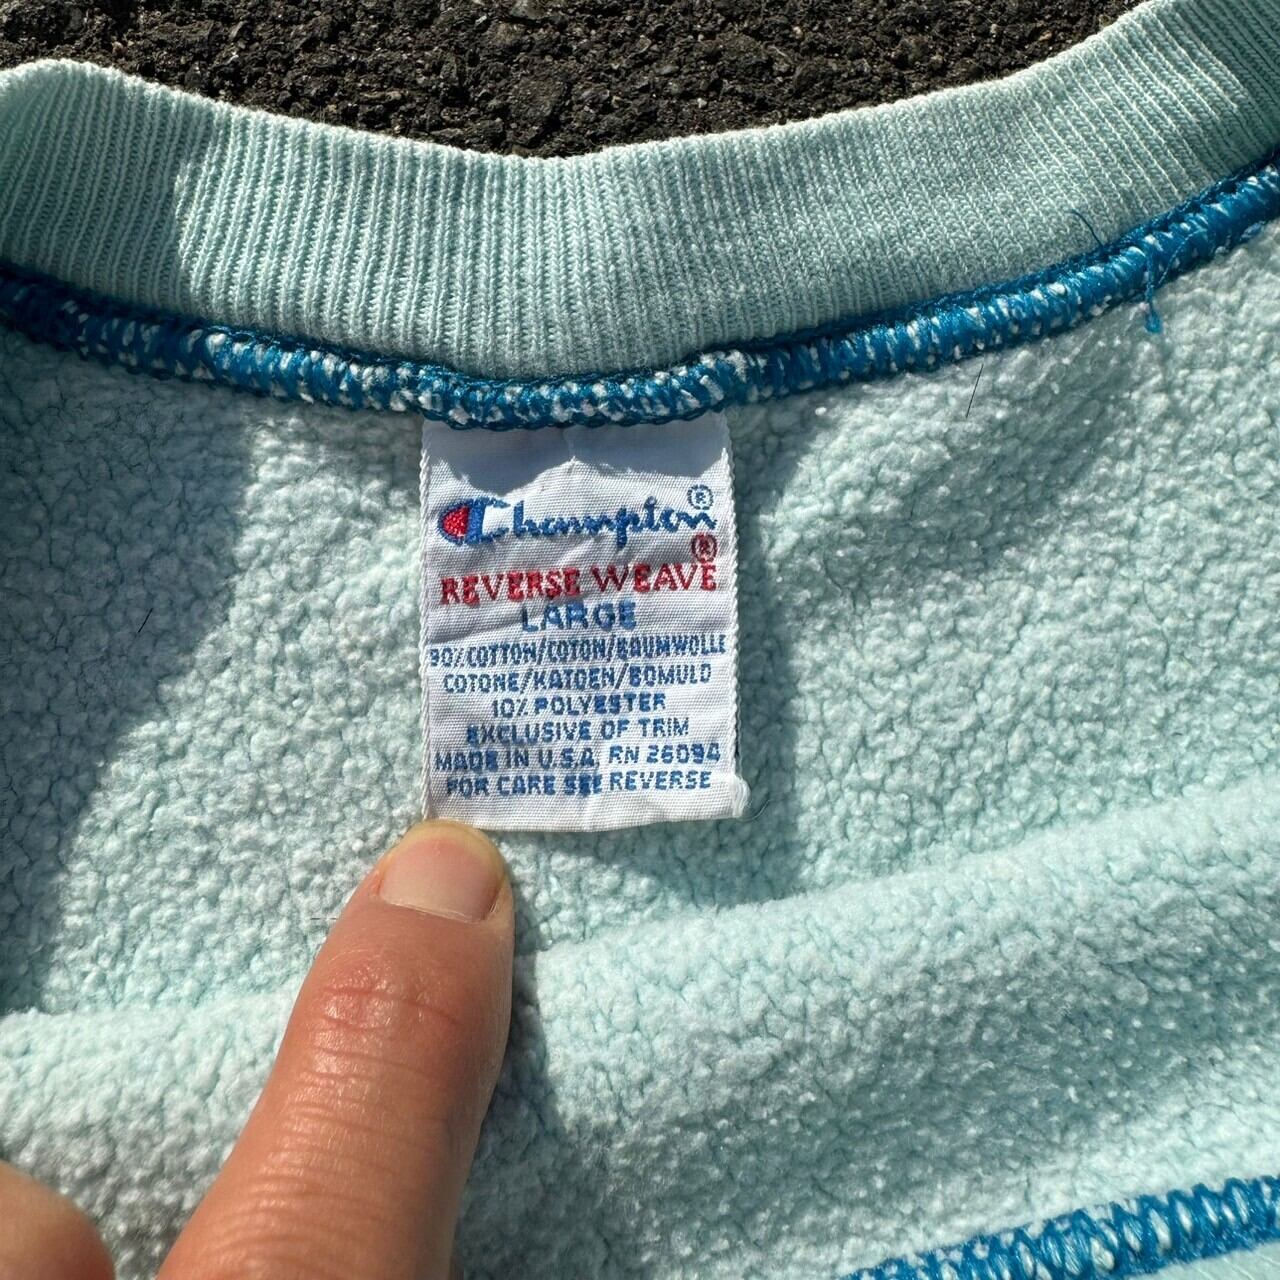 Champion®
REVERSE WEAVE®
LARGE
90% COTTON/COTON/BAUMWOLLE
COTONE/KATOEN/BOMULD
10% POLYESTER
EXCLUSIVE OF TRIM
MADE IN U.S.A. RN 26094
FOR CARE SEE REVERSE